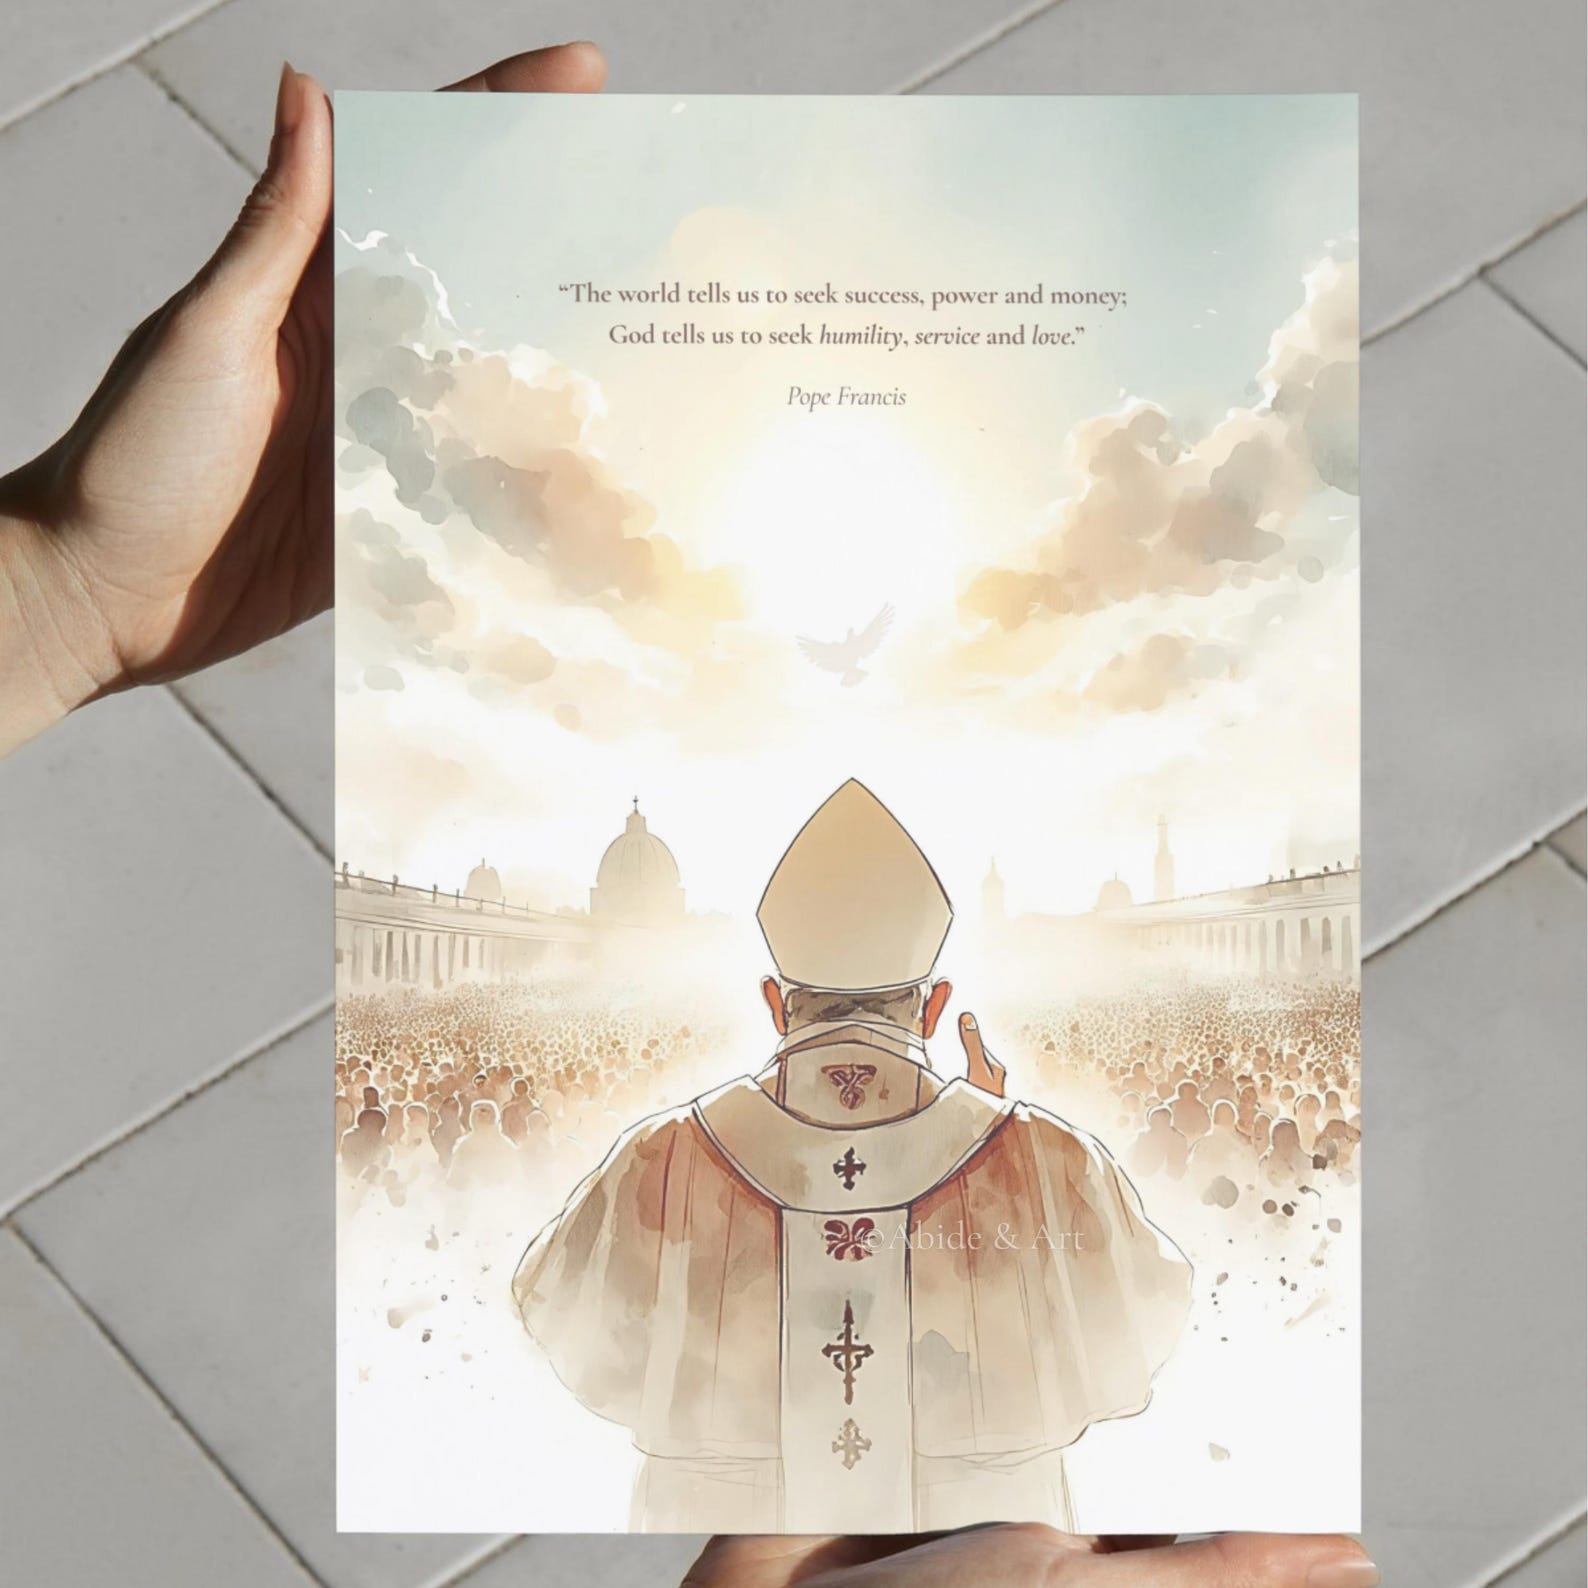 “The world tells us to seek success, power and money;
God tells us to seek humility, service and love.”
Pope Francis
©Abide & Art